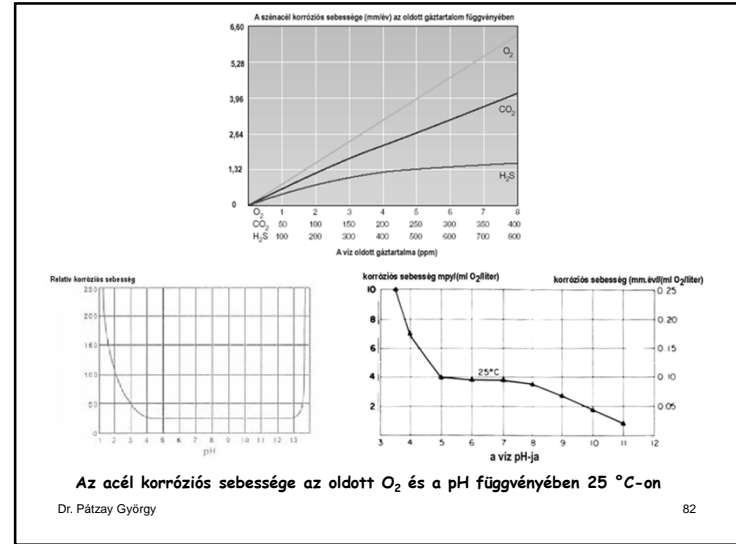 A szénacél korróziós sebessége (mm/év) az oldott gáztartalom függvényében
6,60
5,28
3,96
2,64
1,32
0
O₂
CO₂
H₂S
O₂ 1 2 3 4 5 6 7 8
CO₂ 50 100 150 200 250 300 350 400
H₂S 100 200 300 400 500 600 700 800
A víz oldott gáztartalma (ppm)
Relatív korróziós sebesség
200
150
100
50
0
1 2 3 4 5 6 7 8 9 10 11 12 13
pH
korróziós sebesség mpy/(ml O₂/liter)
korróziós sebesség (mm.év/(ml O₂/liter)
10
8
6
4
2
25°C
0.25
0.20
0.15
0.10
0.05
3 4 5 6 7 8 9 10 11 12
a víz pH-ja
Az acél korróziós sebessége az oldott O₂ és a pH függvényében 25 °C-on
Dr. Pátzay György
82